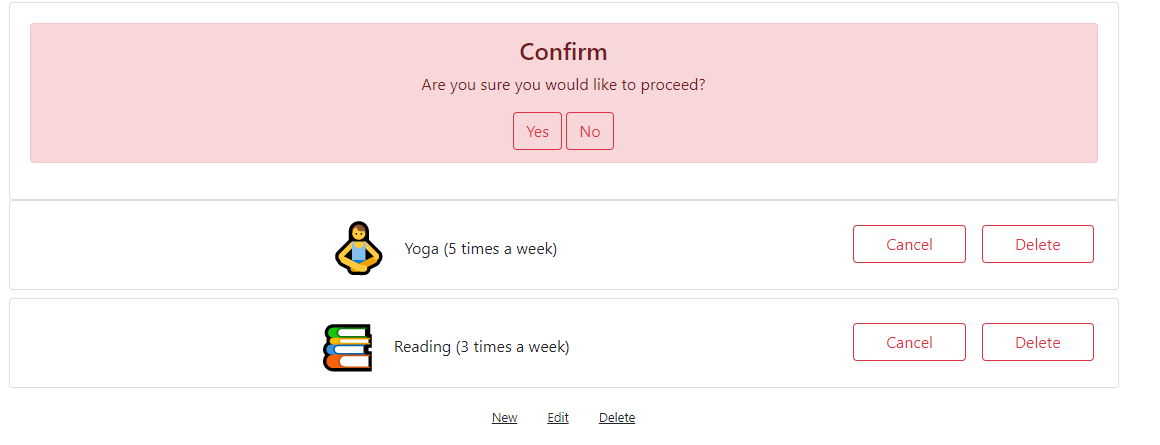 Confirm
Are you sure you would like to proceed?
Yes No
Yoga (5 times a week) Cancel Delete
Reading (3 times a week) Cancel Delete
New Edit Delete